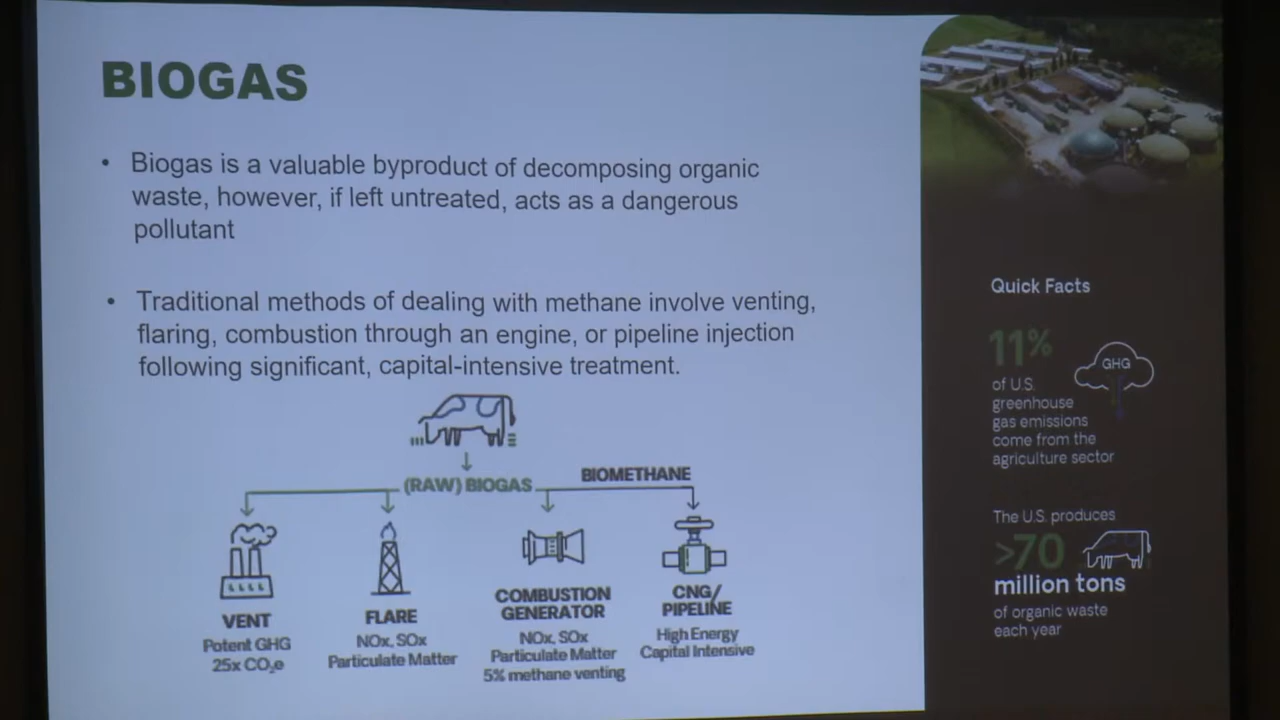 BIOGAS
• Biogas is a valuable byproduct of decomposing organic
waste, however, if left untreated, acts as a dangerous
pollutant
• Traditional methods of dealing with methane involve venting,
flaring, combustion through an engine, or pipeline injection
following significant, capital-intensive treatment.
(RAW) BIOGAS
BIOMETHANE
VENT
Potent GHG
25x CO₂e
FLARE
NOx, SOx
Particulate Matter
COMBUSTION
GENERATOR
NOx, SOx
Particulate Matter
5% methane venting
CNG/
PIPELINE
High Energy
Capital Intensive
Quick Facts
11%
GHG
of U.S.
greenhouse
gas emissions
come from the
agriculture sector
The U.S. produces
>70
million tons
of organic waste
each year